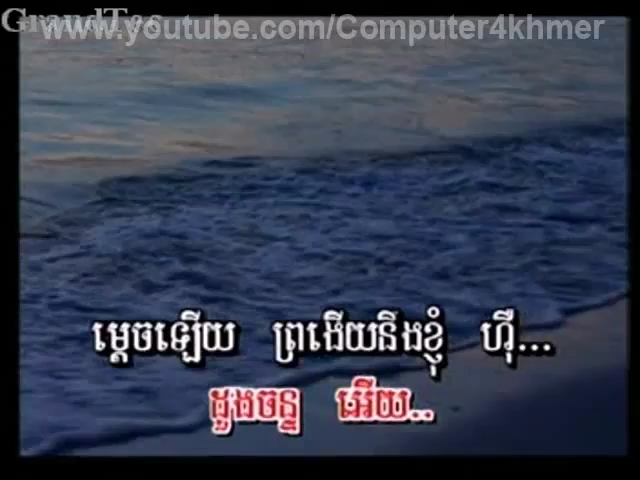 GrandTec
www.youtube.com/Computer4khmer
ម្ដេចឡើយ ព្រងើយនឹងខ្ញុំ ហ៊ឺ...
ដួងចន្ទ អើយ..